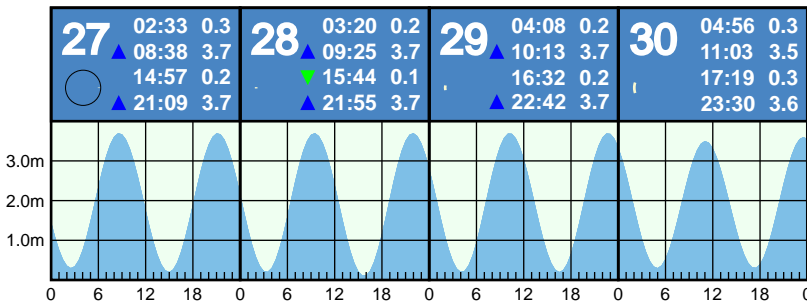 27 02:33 0.3
▲ 08:38 3.7
14:57 0.2
▲ 21:09 3.7
28 03:20 0.2
▲ 09:25 3.7
▼ 15:44 0.1
▲ 21:55 3.7
29 04:08 0.2
▲ 10:13 3.7
16:32 0.2
▲ 22:42 3.7
30 04:56 0.3
11:03 3.5
17:19 0.3
23:30 3.6
3.0m
2.0m
1.0m
0 6 12 18 0 6 12 18 0 6 12 18 0 6 12 18 0